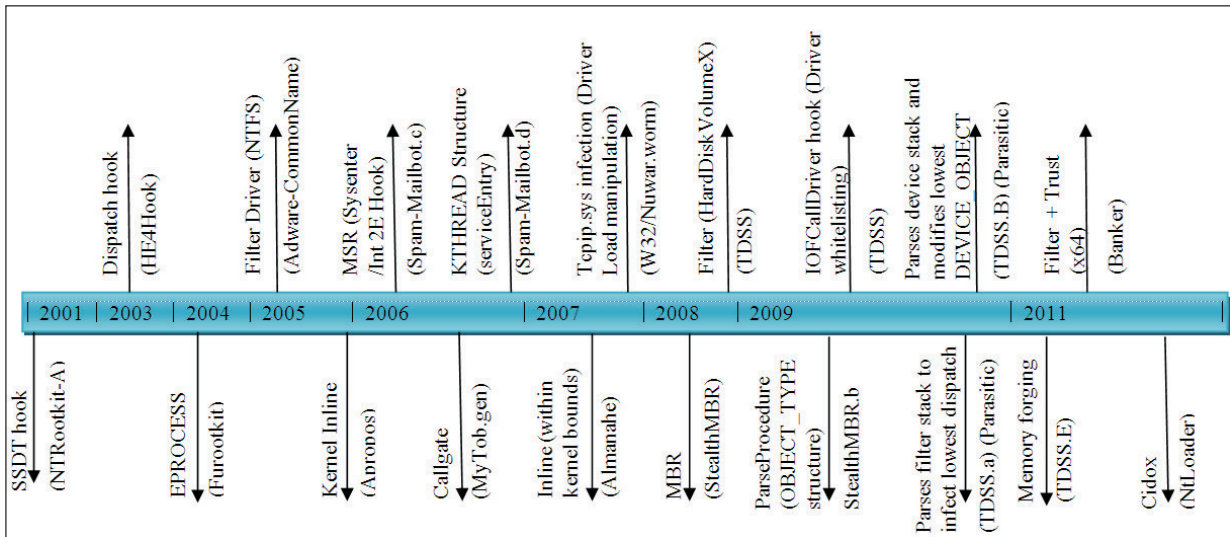 Dispatch hook
(HE4Hook)
Filter Driver (NTFS)
(Adware-CommonName)
MSR (Sysenter
/Int 2E Hook)
(Spam-Mailbot.c)
KTHREAD Structure
(serviceEntry)
(Spam-Mailbot.d)
Tcpip.sys infection (Driver
Load manipulation)
(W32/Nuwar.worm)
Filter (HardDiskVolumeX)
(TDSS)
IOFCallDriver hook (Driver
whitelisting)
(TDSS)
Parses device stack and
modifies lowest
DEVICE_OBJECT
(TDSS.B) (Parasitic)
Filter + Trust
(x64)
(Banker)
2001
2003
2004
2005
2006
2007
2008
2009
2011
SSDT hook
(NTRootkit-A)
EPROCESS
(Furootkit)
Kernel Inline
(Apropos)
Callgate
(MyTob.gen)
Inline (within
kernel bounds)
(Almanahe)
MBR
(StealthMBR)
ParseProcedure
(OBJECT_TYPE
structure)
StealthMBR.b
Parses filter stack to
infect lowest dispatch
(TDSS.a) (Parasitic)
Memory forging
(TDSS.E)
Cidox
(NtLoader)